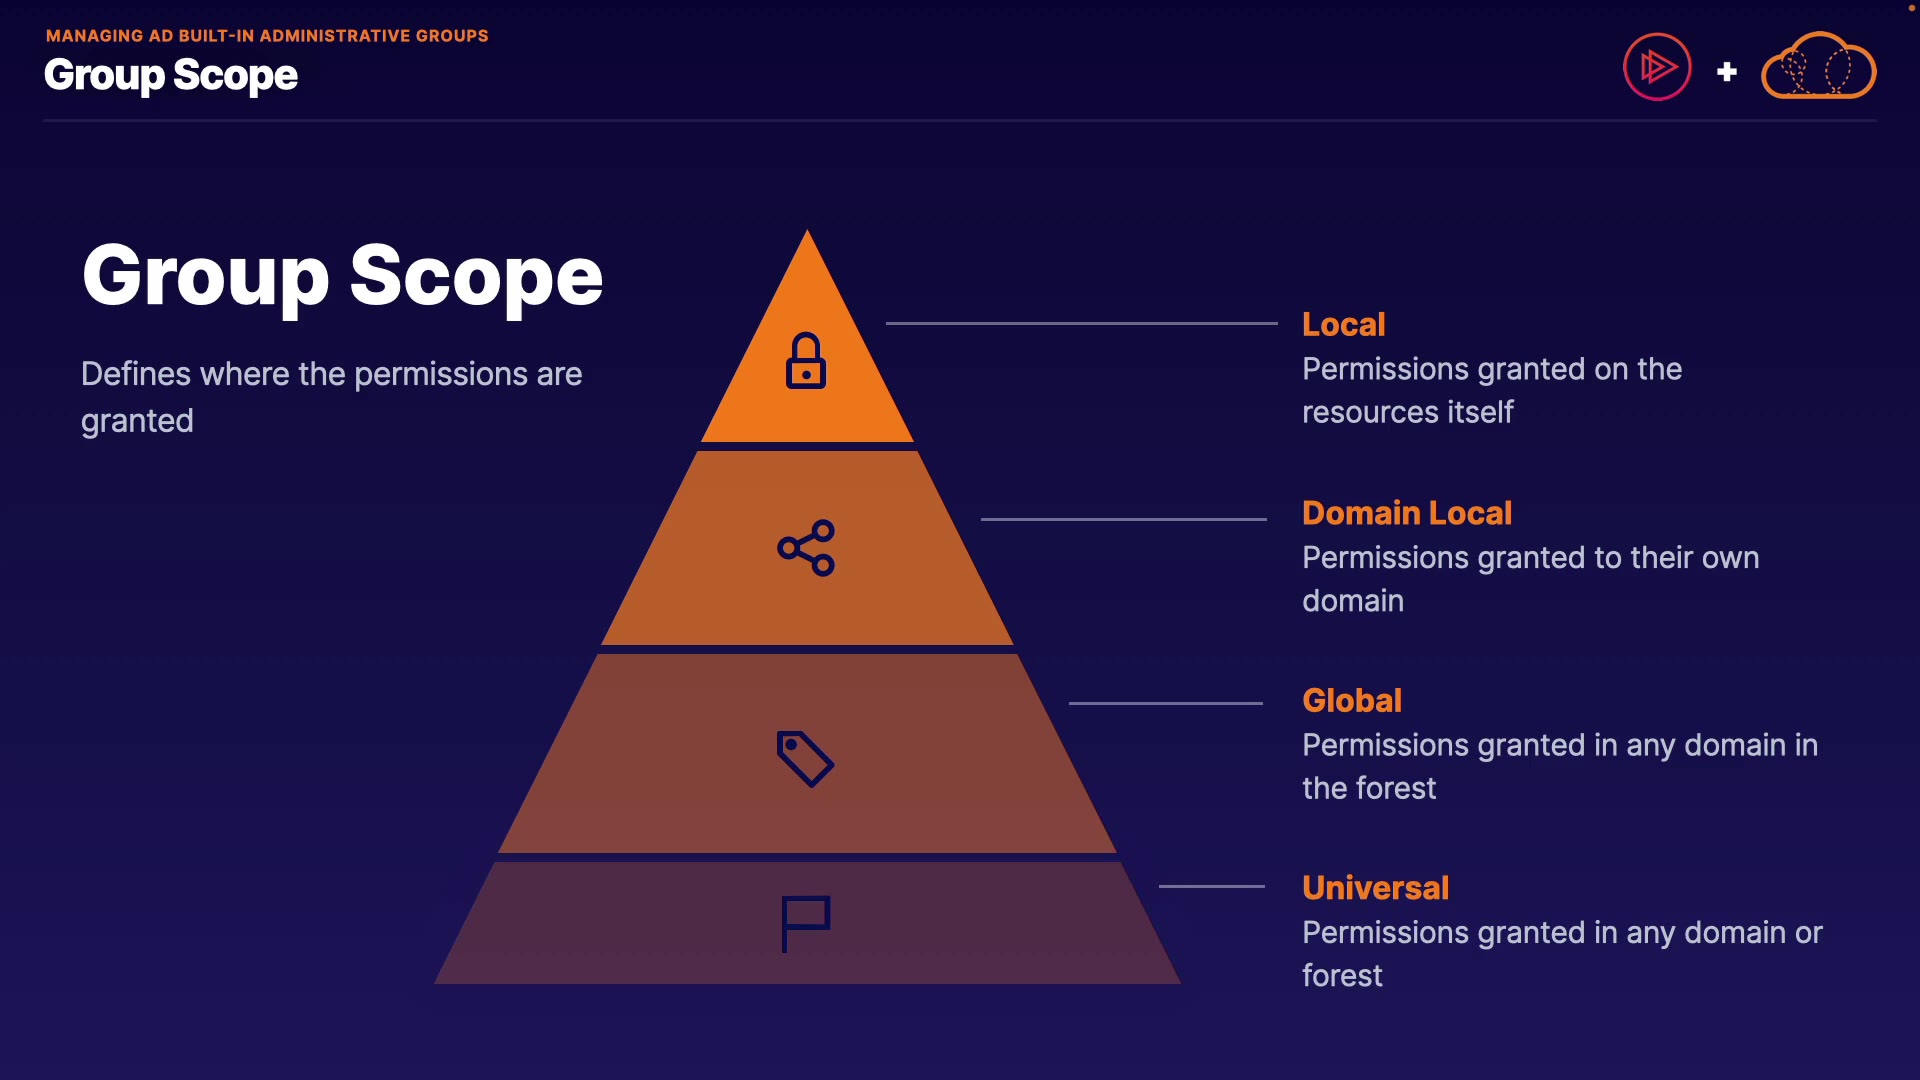 MANAGING AD BUILT-IN ADMINISTRATIVE GROUPS
Group Scope
Group Scope
Defines where the permissions are
granted
Local
Permissions granted on the
resources itself
Domain Local
Permissions granted to their own
domain
Global
Permissions granted in any domain in
the forest
Universal
Permissions granted in any domain or
forest